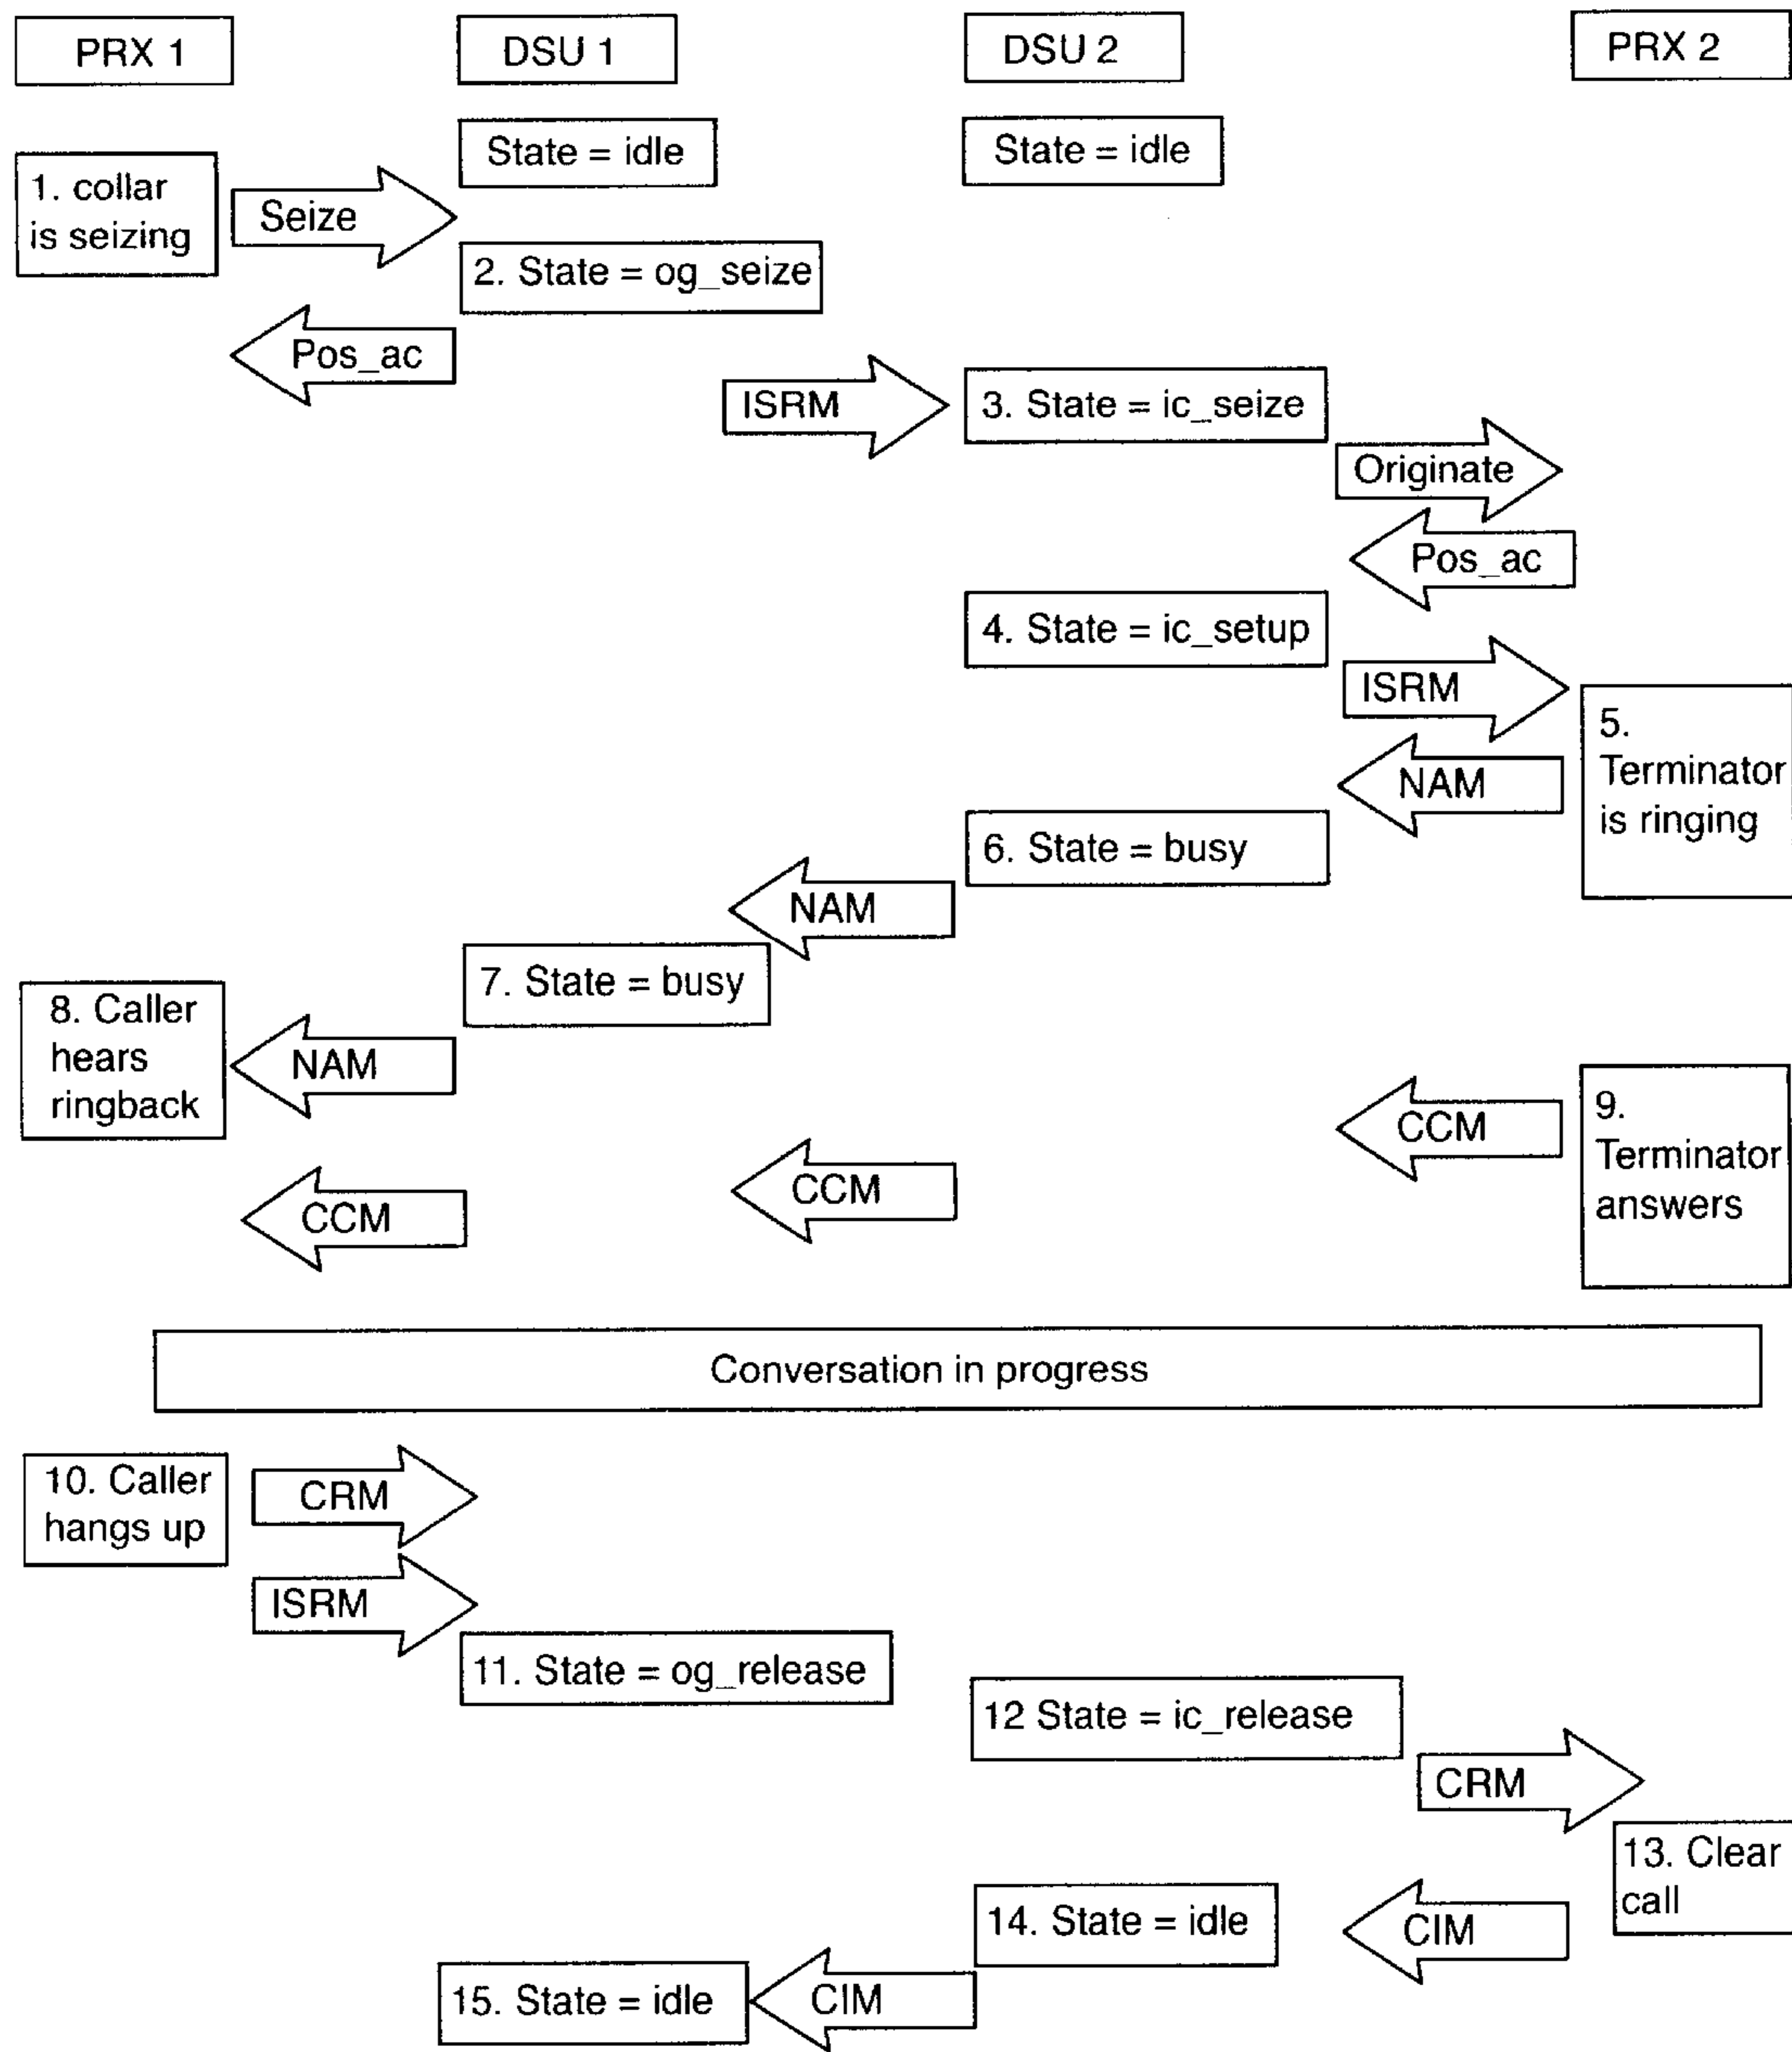 PRX 1
DSU 1
DSU 2
PRX 2
State = idle
State = idle
1. collar
is seizing
Seize
2. State = og_seize
Pos_ac
ISRM
3. State = ic_seize
Originate
Pos_ac
4. State = ic_setup
ISRM
5.
Terminator
is ringing
NAM
6. State = busy
NAM
7. State = busy
8. Caller
hears
ringback
NAM
9.
Terminator
answers
CCM
CCM
CCM
Conversation in progress
10. Caller
hangs up
CRM
ISRM
11. State = og_release
12 State = ic_release
CRM
13. Clear
call
14. State = idle
CIM
15. State = idle
CIM